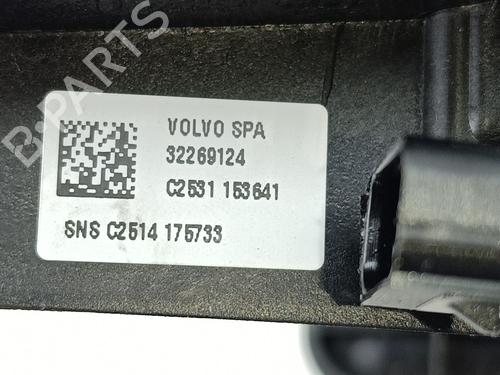 B-PARTS
VOLVO SPA
32269124
C2531 153641
SNS C2514 175733